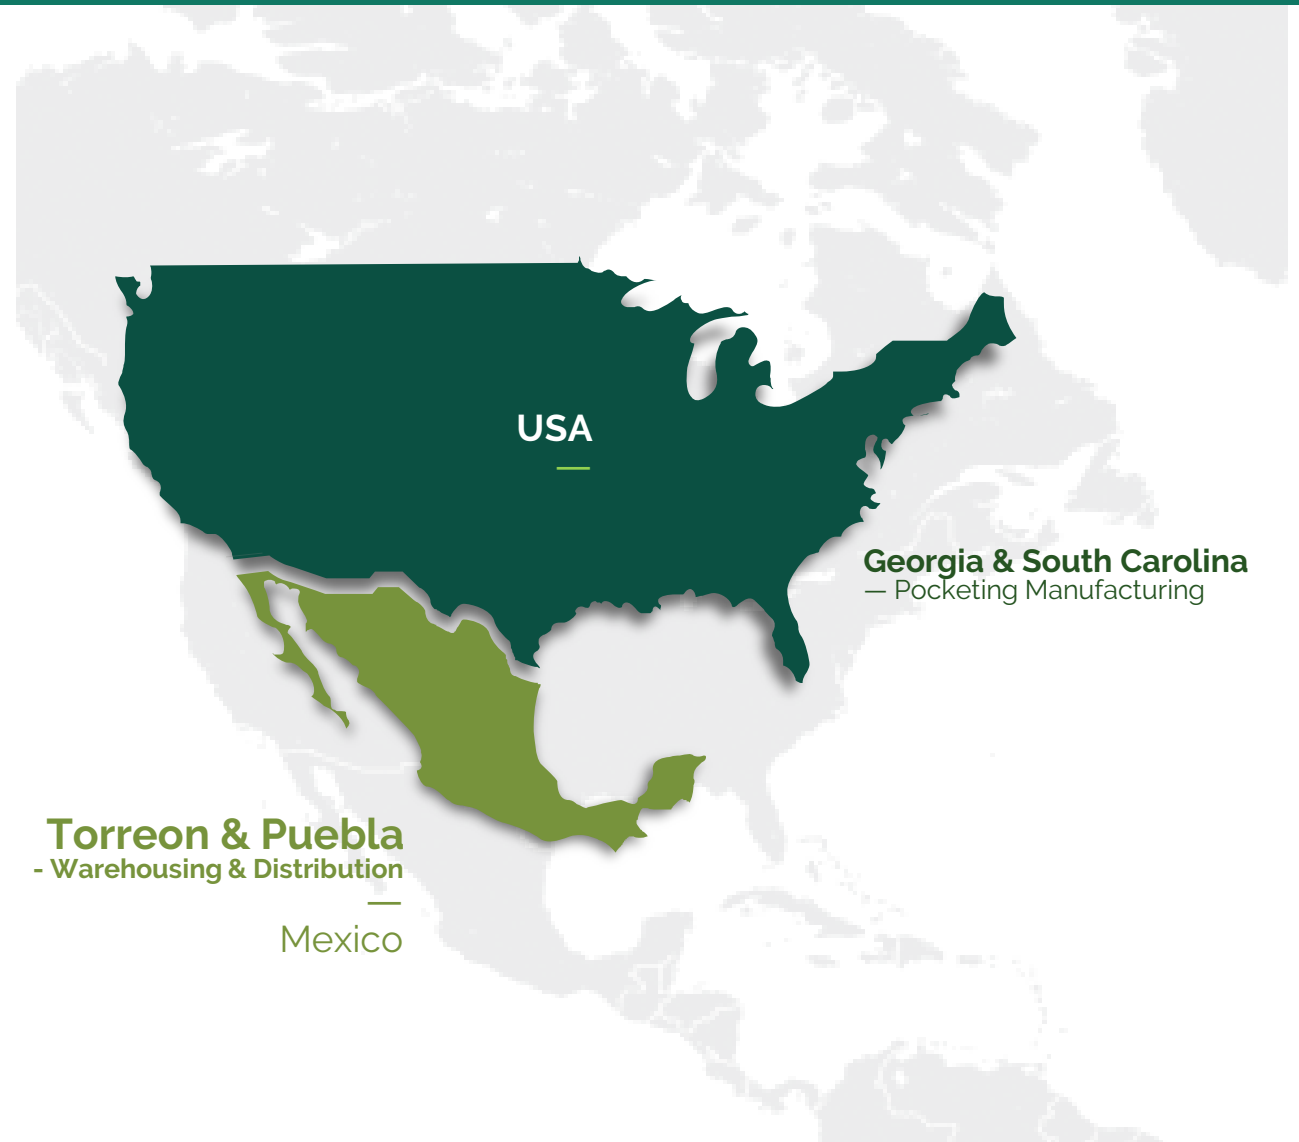 USA
Georgia & South Carolina
— Pocketing Manufacturing
Torreon & Puebla
- Warehousing & Distribution
—
Mexico